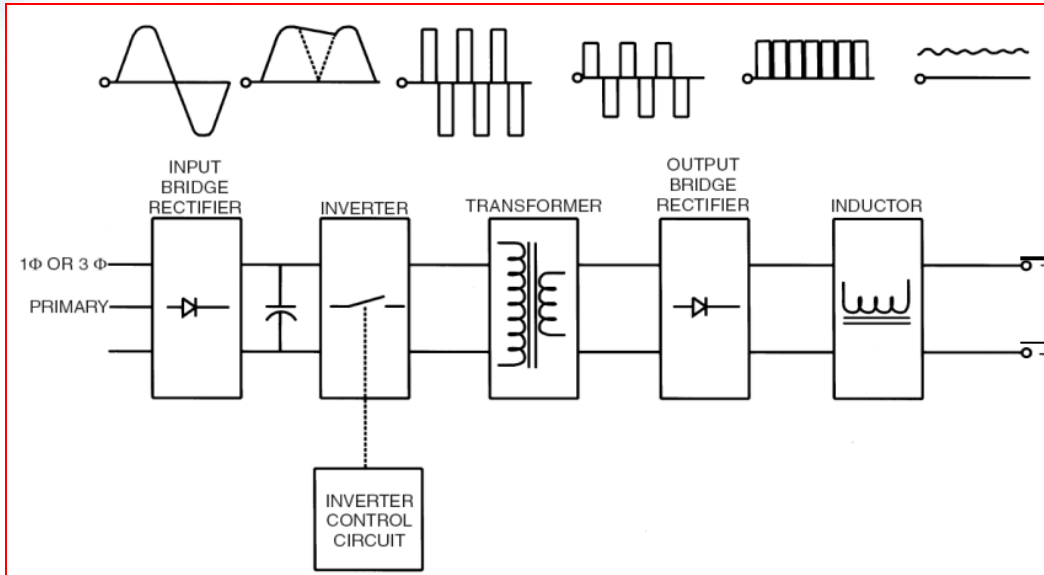 INPUT
BRIDGE
RECTIFIER
INVERTER
TRANSFORMER
OUTPUT
BRIDGE
RECTIFIER
INDUCTOR
1Φ OR 3 Φ
PRIMARY
INVERTER
CONTROL
CIRCUIT